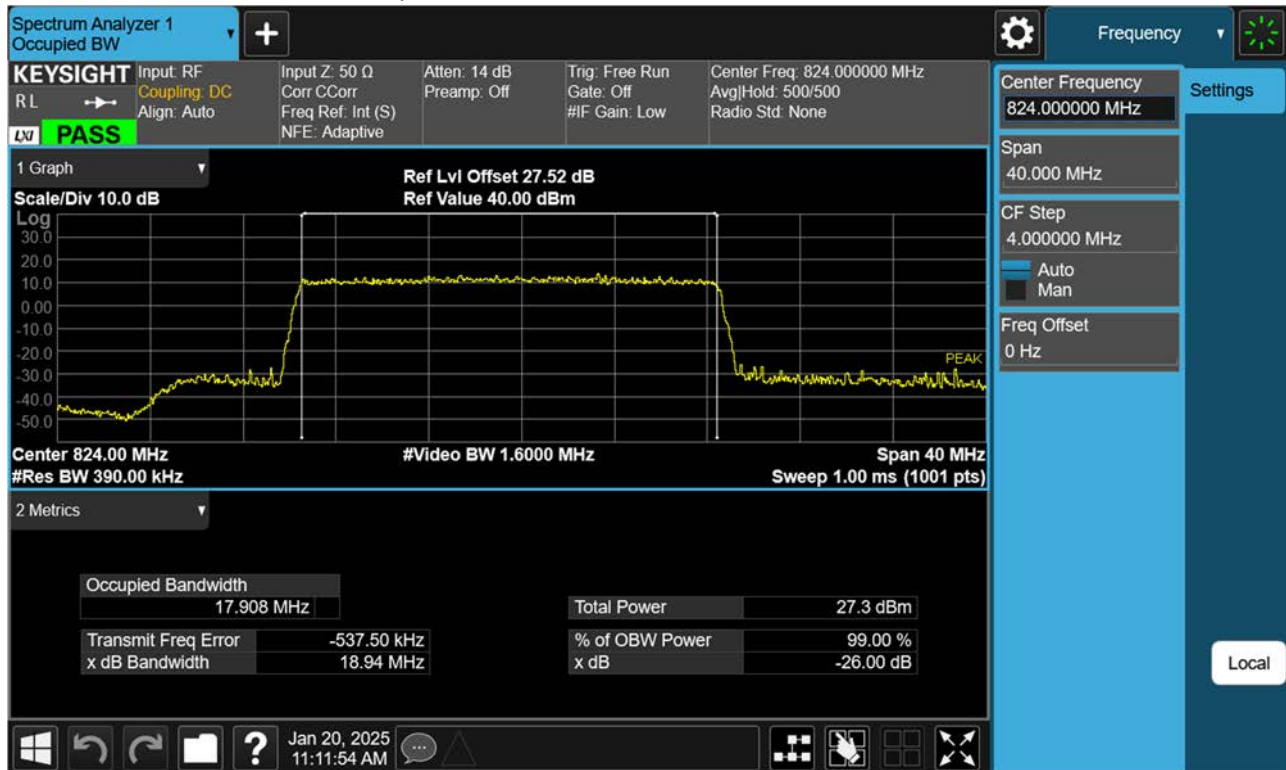 Spectrum Analyzer 1
Occupied BW
+
Frequency
KEYSIGHT
RL
LXI
PASS
Input: RF
Coupling: DC
Align: Auto
Input Z: 50 Ω
Corr CCorr
Freq Ref: Int (S)
NFE: Adaptive
Atten: 14 dB
Preamp: Off
Trig: Free Run
Gate: Off
#IF Gain: Low
Center Freq: 824.000000 MHz
Avg|Hold: 500/500
Radio Std: None
Center Frequency
824.000000 MHz
Settings
Span
40.000 MHz
CF Step
4.000000 MHz
Auto
Man
Freq Offset
0 Hz
Local
1 Graph
Scale/Div 10.0 dB
Ref Lvl Offset 27.52 dB
Ref Value 40.00 dBm
Log
30.0
20.0
10.0
0.00
-10.0
-20.0
-30.0
-40.0
-50.0
PEAK
Center 824.00 MHz
#Video BW 1.6000 MHz
Span 40 MHz
#Res BW 390.00 kHz
Sweep 1.00 ms (1001 pts)
2 Metrics
Occupied Bandwidth
17.908 MHz
Total Power 27.3 dBm
Transmit Freq Error -537.50 kHz
% of OBW Power 99.00 %
x dB Bandwidth 18.94 MHz
x dB -26.00 dB
?
Jan 20, 2025
11:11:54 AM